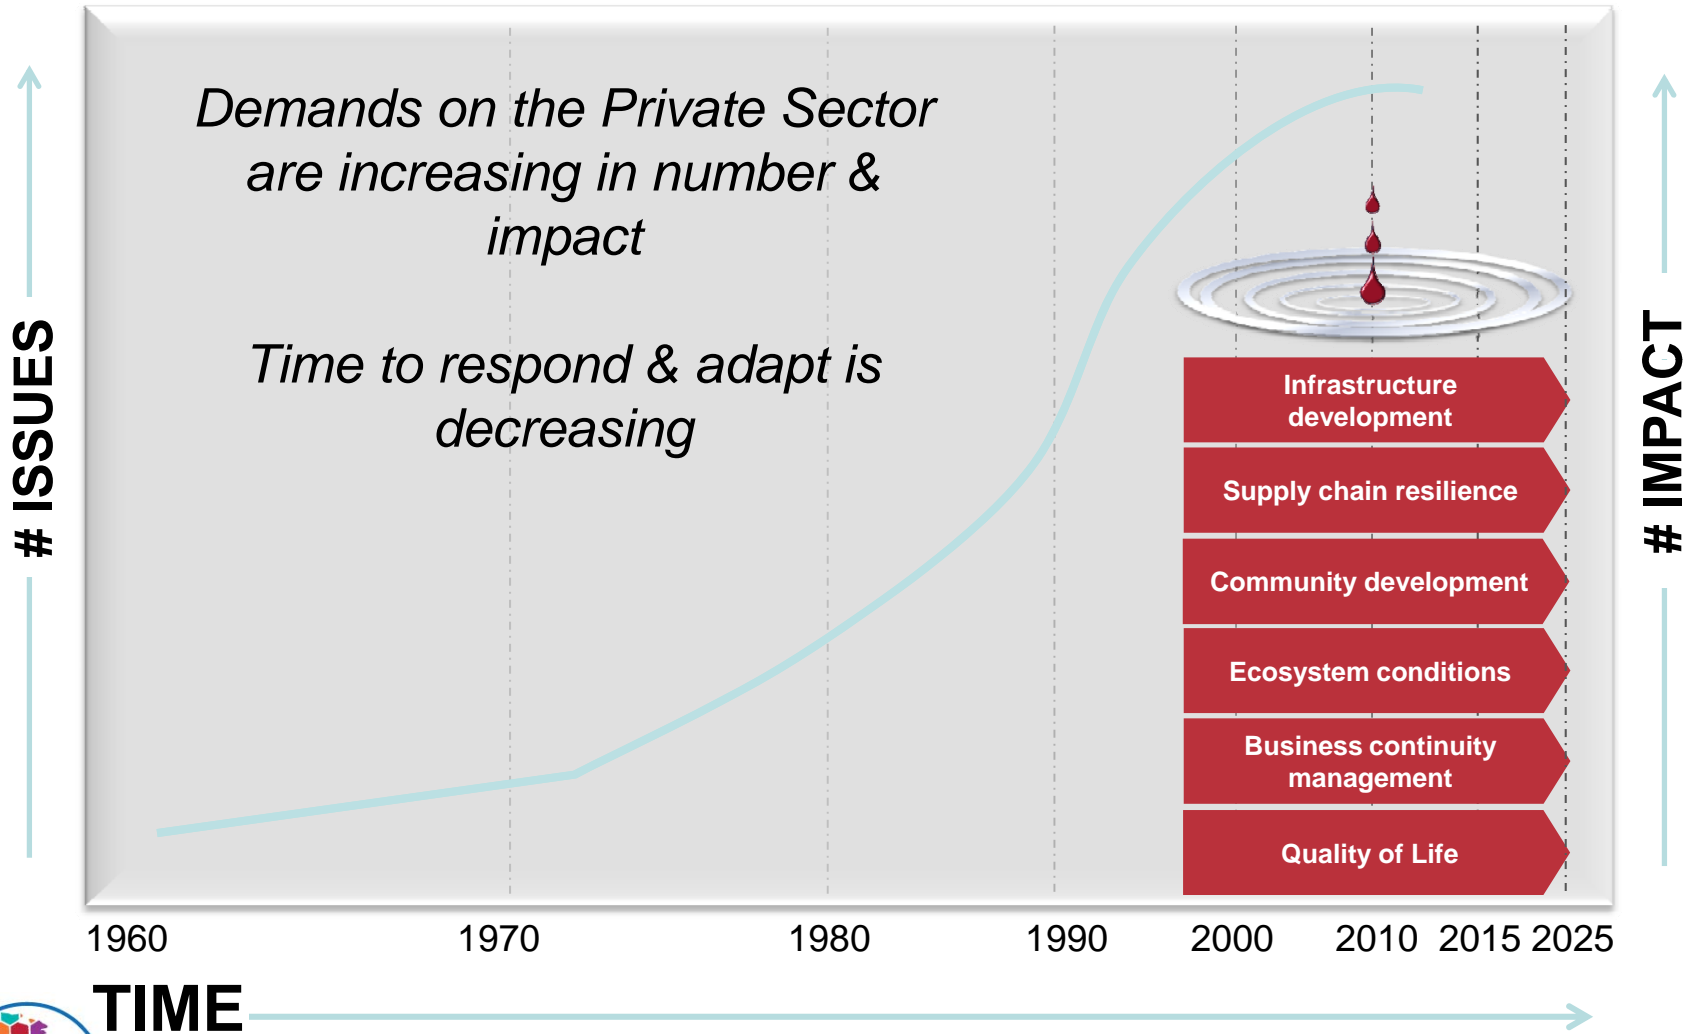 Demands on the Private Sector
are increasing in number &
impact
Time to respond & adapt is
decreasing
# ISSUES
# IMPACT
Infrastructure
development
Supply chain resilience
Community development
Ecosystem conditions
Business continuity
management
Quality of Life
1960 1970 1980 1990 2000 2010 2015 2025
TIME